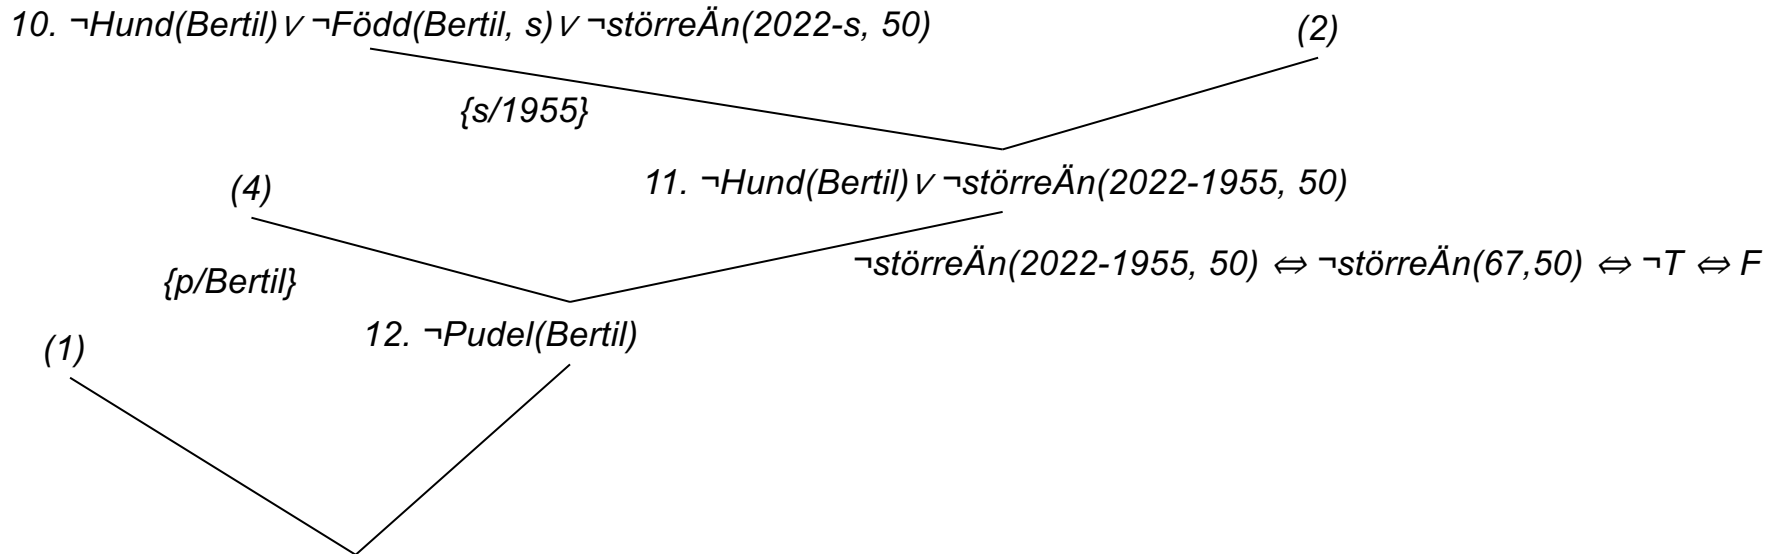 10. ¬Hund(Bertil)∨ ¬Född(Bertil, s)∨ ¬störreÄn(2022-s, 50)
(2)
{s/1955}
(4)
11. ¬Hund(Bertil)∨ ¬störreÄn(2022-1955, 50)
¬störreÄn(2022-1955, 50) ⇔ ¬störreÄn(67,50) ⇔ ¬T ⇔ F
{p/Bertil}
12. ¬Pudel(Bertil)
(1)